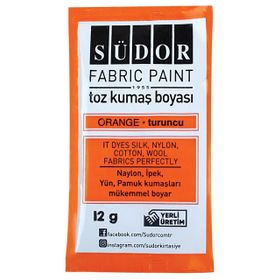 SÜDOR
FABRIC PAINT
1955
toz kumaş boyası
ORANGE - turuncu
IT DYES SILK, NYLON,
COTTON, WOOL
FABRICS PERFECTLY
Naylon, İpek,
Yün, Pamuk kumaşları
mükemmel boyar
12 g
YERLİ
ÜRETİM
facebook.com/Sudorcomtr
instagram.com/sudorkirtasiye